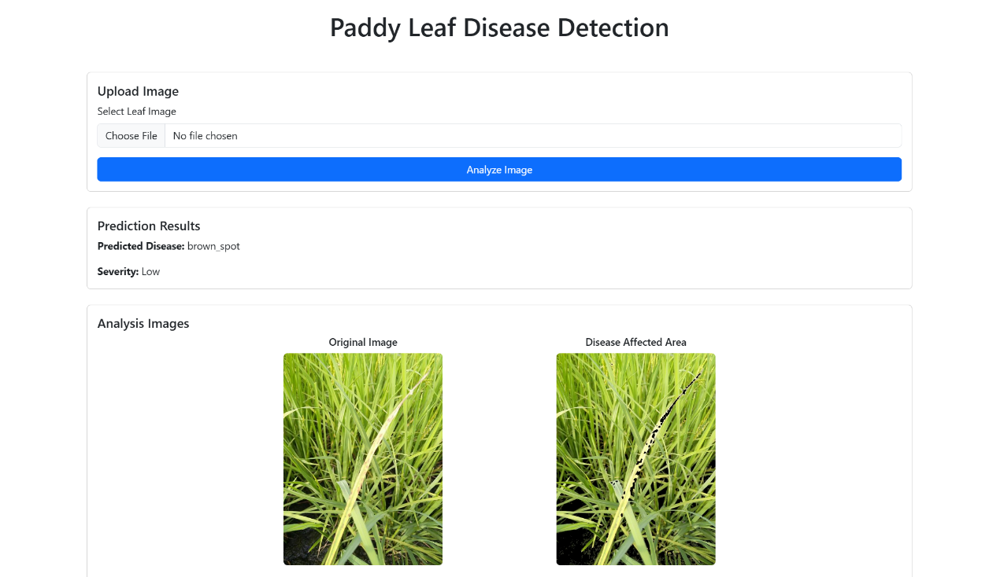 Paddy Leaf Disease Detection
Upload Image
Select Leaf Image
Choose File No file chosen
Analyze Image
Prediction Results
Predicted Disease: brown_spot
Severity: Low
Analysis Images
Original Image Disease Affected Area